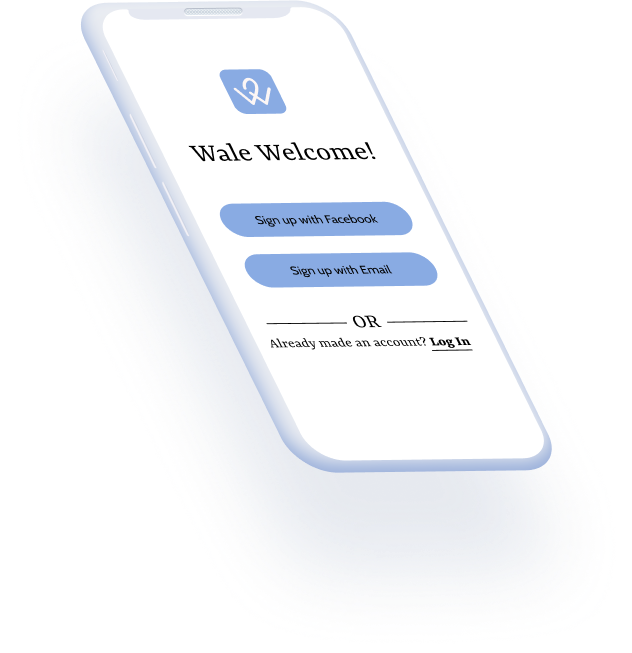 Wale Welcome!
Sign up with Facebook
Sign up with Email
OR
Already made an account? Log In